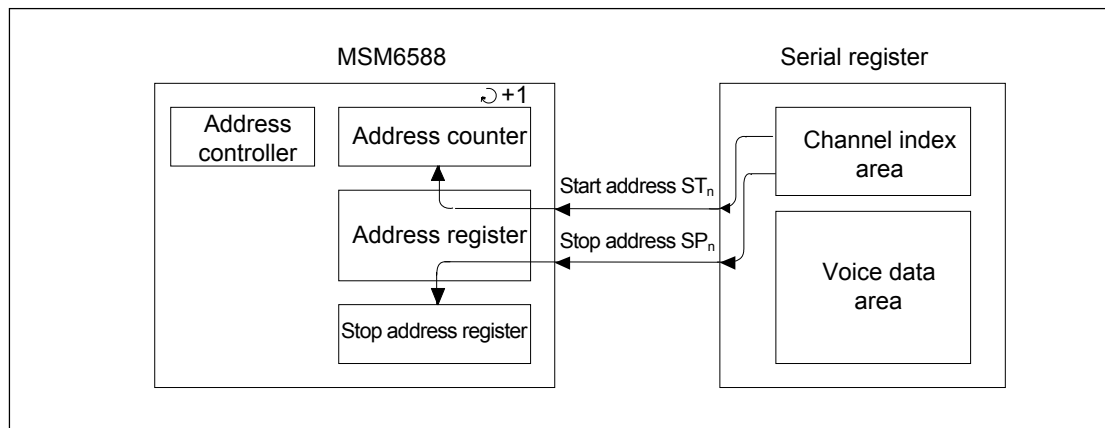 MSM6588
Serial register
+1
Address
controller
Address counter
Channel index
area
Start address STn
Address register
Stop address SPn
Voice data
area
Stop address register